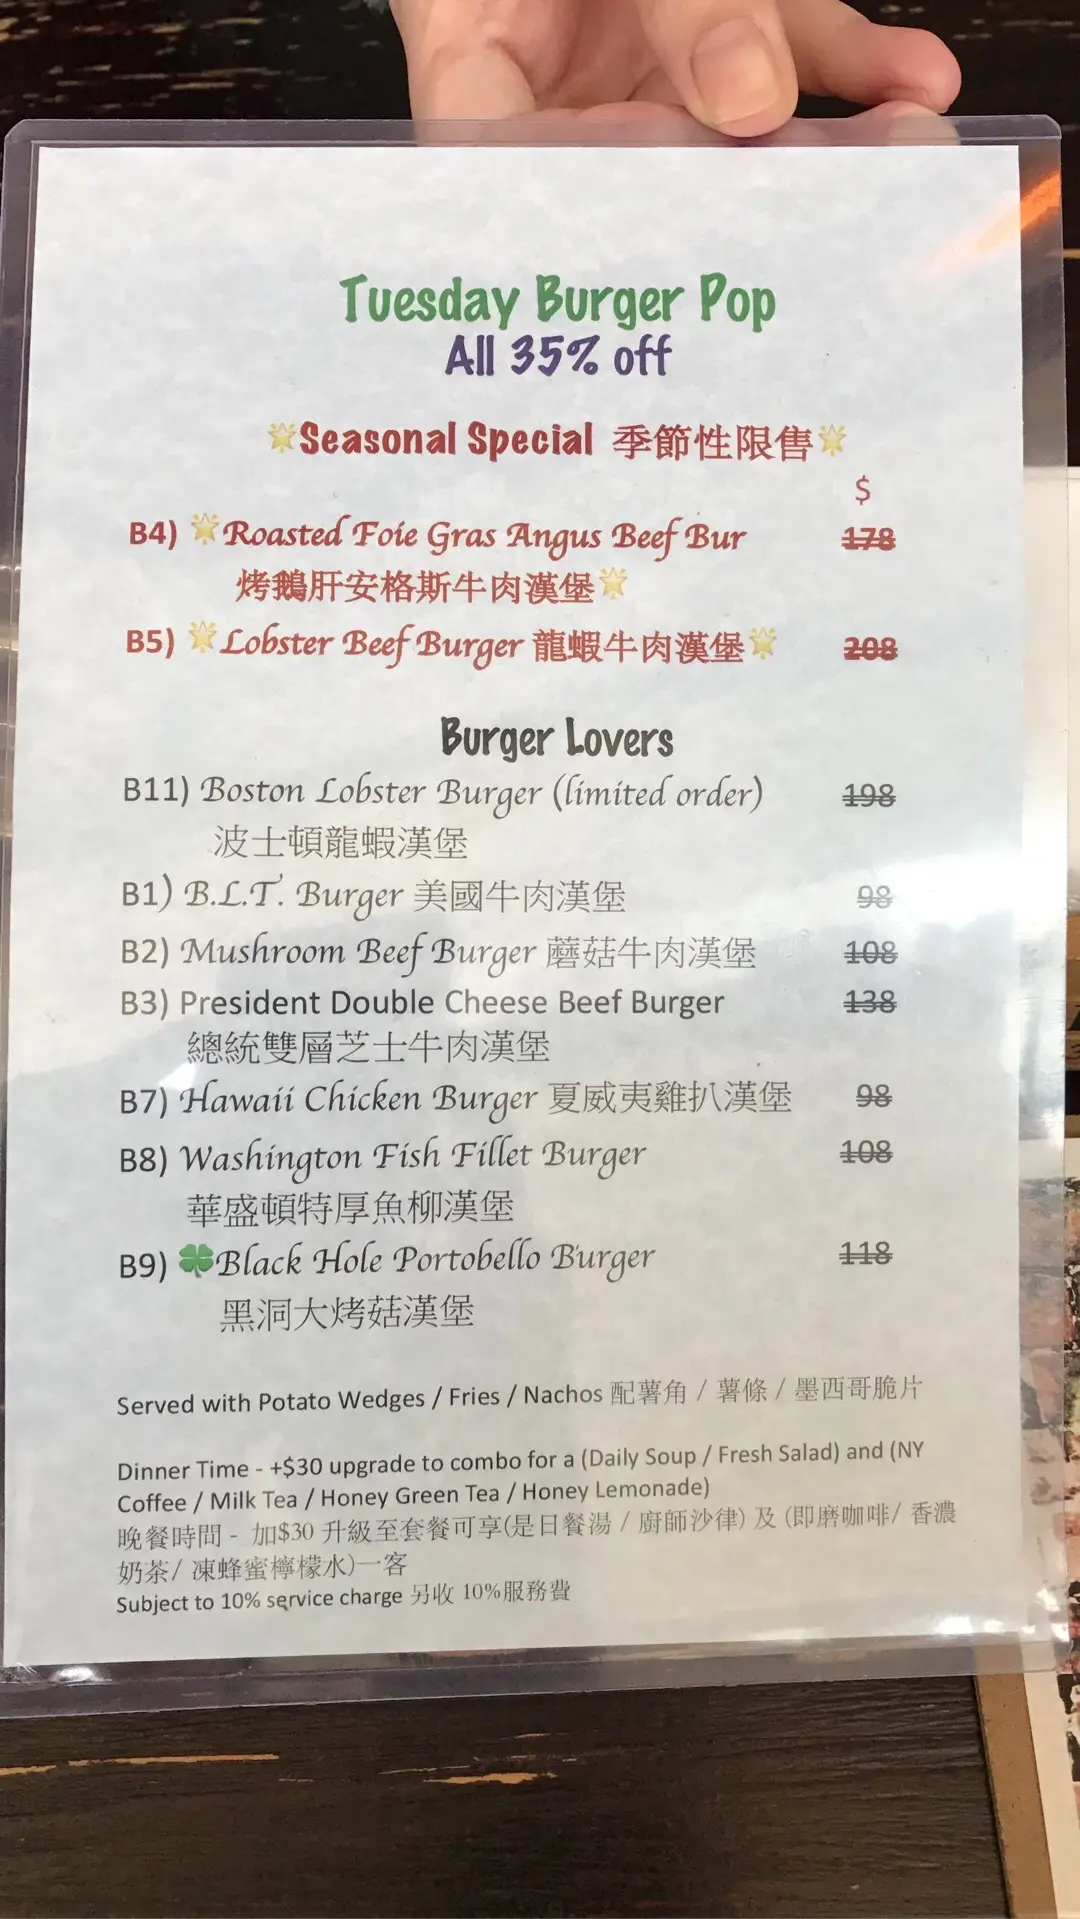 Tuesday Burger Pop
All 35% off
🌟Seasonal Special 季節性限售🌟
$
B4) 🌟Roasted Foie Gras Angus Beef Bur 178
烤鵝肝安格斯牛肉漢堡🌟
B5) 🌟Lobster Beef Burger 龍蝦牛肉漢堡🌟 208
Burger Lovers
B11) Boston Lobster Burger (limited order) 198
波士頓龍蝦漢堡
B1) B.L.T. Burger 美國牛肉漢堡 98
B2) Mushroom Beef Burger 蘑菇牛肉漢堡 108
B3) President Double Cheese Beef Burger 138
總統雙層芝士牛肉漢堡
B7) Hawaii Chicken Burger 夏威夷雞扒漢堡 98
B8) Washington Fish Fillet Burger 108
華盛頓特厚魚柳漢堡
B9) 🍀Black Hole Portobello Burger 118
黑洞大烤菇漢堡
Served with Potato Wedges / Fries / Nachos 配薯角 / 薯條 / 墨西哥脆片
Dinner Time - +$30 upgrade to combo for a (Daily Soup / Fresh Salad) and (NY
Coffee / Milk Tea / Honey Green Tea / Honey Lemonade)
晚餐時間 - 加$30 升級至套餐可享(是日餐湯 / 廚師沙律) 及 (即磨咖啡/ 香濃
奶茶/ 凍蜂蜜檸檬水)一客
Subject to 10% service charge 另收 10%服務費